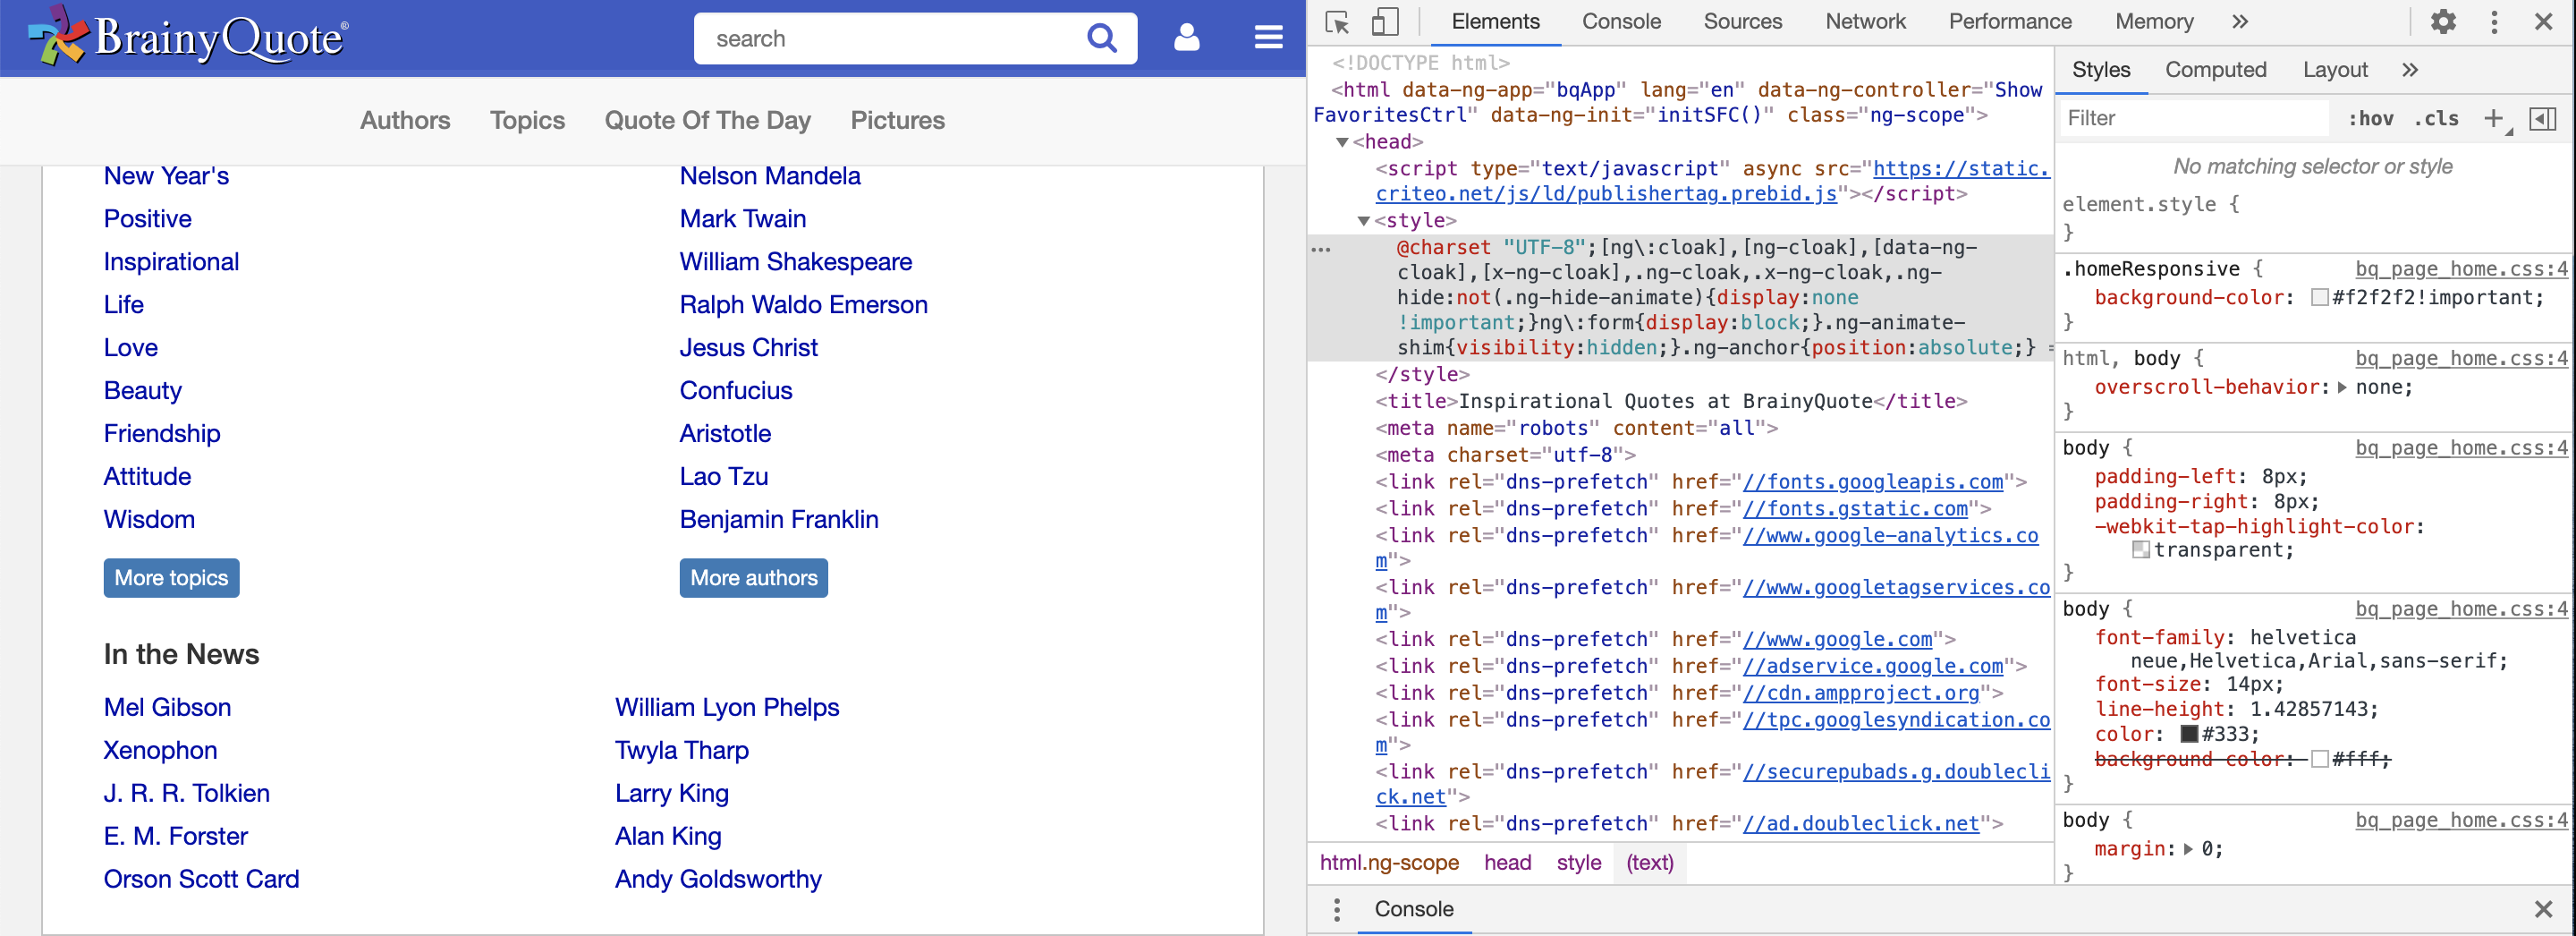 BrainyQuote®
search
Authors Topics Quote Of The Day Pictures
New Year's
Positive
Inspirational
Life
Love
Beauty
Friendship
Attitude
Wisdom
More topics
Nelson Mandela
Mark Twain
William Shakespeare
Ralph Waldo Emerson
Jesus Christ
Confucius
Aristotle
Lao Tzu
Benjamin Franklin
More authors
In the News
Mel Gibson
Xenophon
J. R. R. Tolkien
E. M. Forster
Orson Scott Card
William Lyon Phelps
Twyla Tharp
Larry King
Alan King
Andy Goldsworthy
Elements Console Sources Network Performance Memory »
<!DOCTYPE html>
<html data-ng-app="bqApp" lang="en" data-ng-controller="Show
FavoritesCtrl" data-ng-init="initSFC()" class="ng-scope">
▼<head>
<script type="text/javascript" async src="https://static.
criteo.net/js/ld/publishertag.prebid.js"></script>
▼<style>
… @charset "UTF-8";[ng\:cloak],[ng-cloak],[data-ng-
cloak],[x-ng-cloak],.ng-cloak,.x-ng-cloak,.ng-
hide:not(.ng-hide-animate){display:none
!important;}ng\:form{display:block;}.ng-animate-
shim{visibility:hidden;}.ng-anchor{position:absolute;} =
</style>
<title>Inspirational Quotes at BrainyQuote</title>
<meta name="robots" content="all">
<meta charset="utf-8">
<link rel="dns-prefetch" href="//fonts.googleapis.com">
<link rel="dns-prefetch" href="//fonts.gstatic.com">
<link rel="dns-prefetch" href="//www.google-analytics.co
m">
<link rel="dns-prefetch" href="//www.googletagservices.co
m">
<link rel="dns-prefetch" href="//www.google.com">
<link rel="dns-prefetch" href="//adservice.google.com">
<link rel="dns-prefetch" href="//cdn.ampproject.org">
<link rel="dns-prefetch" href="//tpc.googlesyndication.co
m">
<link rel="dns-prefetch" href="//securepubads.g.doublecli
ck.net">
<link rel="dns-prefetch" href="//ad.doubleclick.net">
html.ng-scope head style (text)
Console
Styles Computed Layout »
Filter :hov .cls +
No matching selector or style
element.style {
}
.homeResponsive { bq_page_home.css:4
background-color: #f2f2f2!important;
}
html, body { bq_page_home.css:4
overscroll-behavior: ▶ none;
}
body { bq_page_home.css:4
padding-left: 8px;
padding-right: 8px;
-webkit-tap-highlight-color:
transparent;
}
body { bq_page_home.css:4
font-family: helvetica
neue,Helvetica,Arial,sans-serif;
font-size: 14px;
line-height: 1.42857143;
color: #333;
background-color: #fff;
}
body { bq_page_home.css:4
margin: ▶ 0;
}